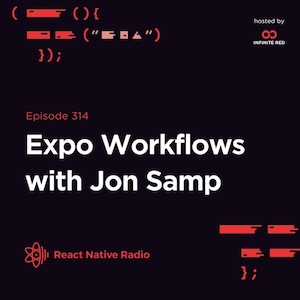 ( () {
(" ")
});
hosted by
INFINITE RED
Episode 314
Expo Workflows
with Jon Samp
React Native Radio
};